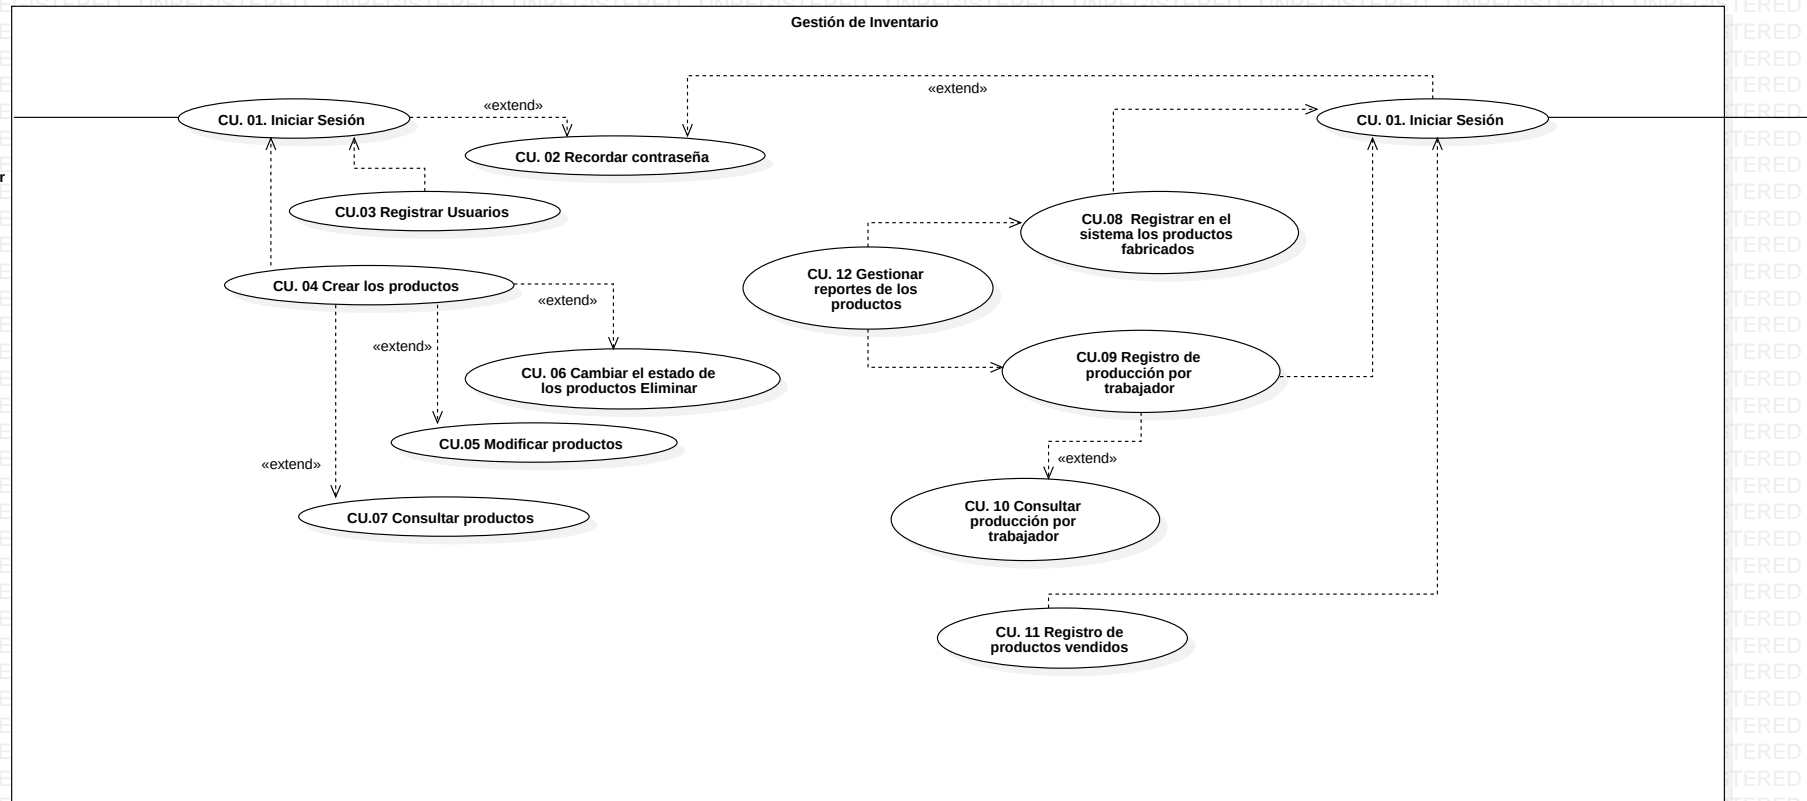 Gestión de Inventario
«extend»
«extend»
CU. 01. Iniciar Sesión
CU. 01. Iniciar Sesión
CU. 02 Recordar contraseña
r
CU.03 Registrar Usuarios
CU.08  Registrar en el
sistema los productos
fabricados
CU. 12 Gestionar
reportes de los
productos
CU. 04 Crear los productos
«extend»
«extend»
CU. 06 Cambiar el estado de
los productos Eliminar
CU.09 Registro de
producción por
trabajador
CU.05 Modificar productos
«extend»
«extend»
CU.07 Consultar productos
CU. 10 Consultar
producción por
trabajador
CU. 11 Registro de
productos vendidos